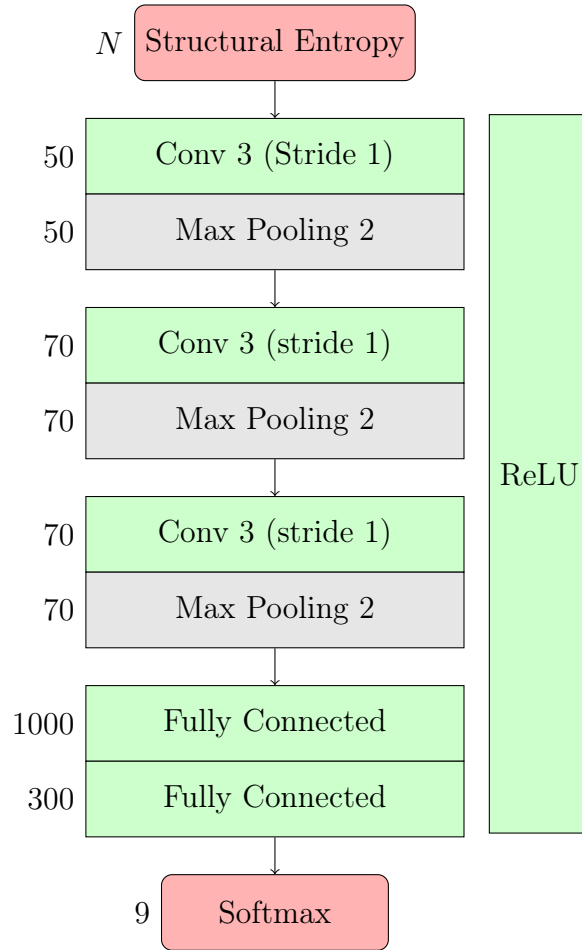 N Structural Entropy
50 Conv 3 (Stride 1)
50 Max Pooling 2
70 Conv 3 (stride 1)
70 Max Pooling 2
ReLU
70 Conv 3 (stride 1)
70 Max Pooling 2
1000 Fully Connected
300 Fully Connected
9 Softmax